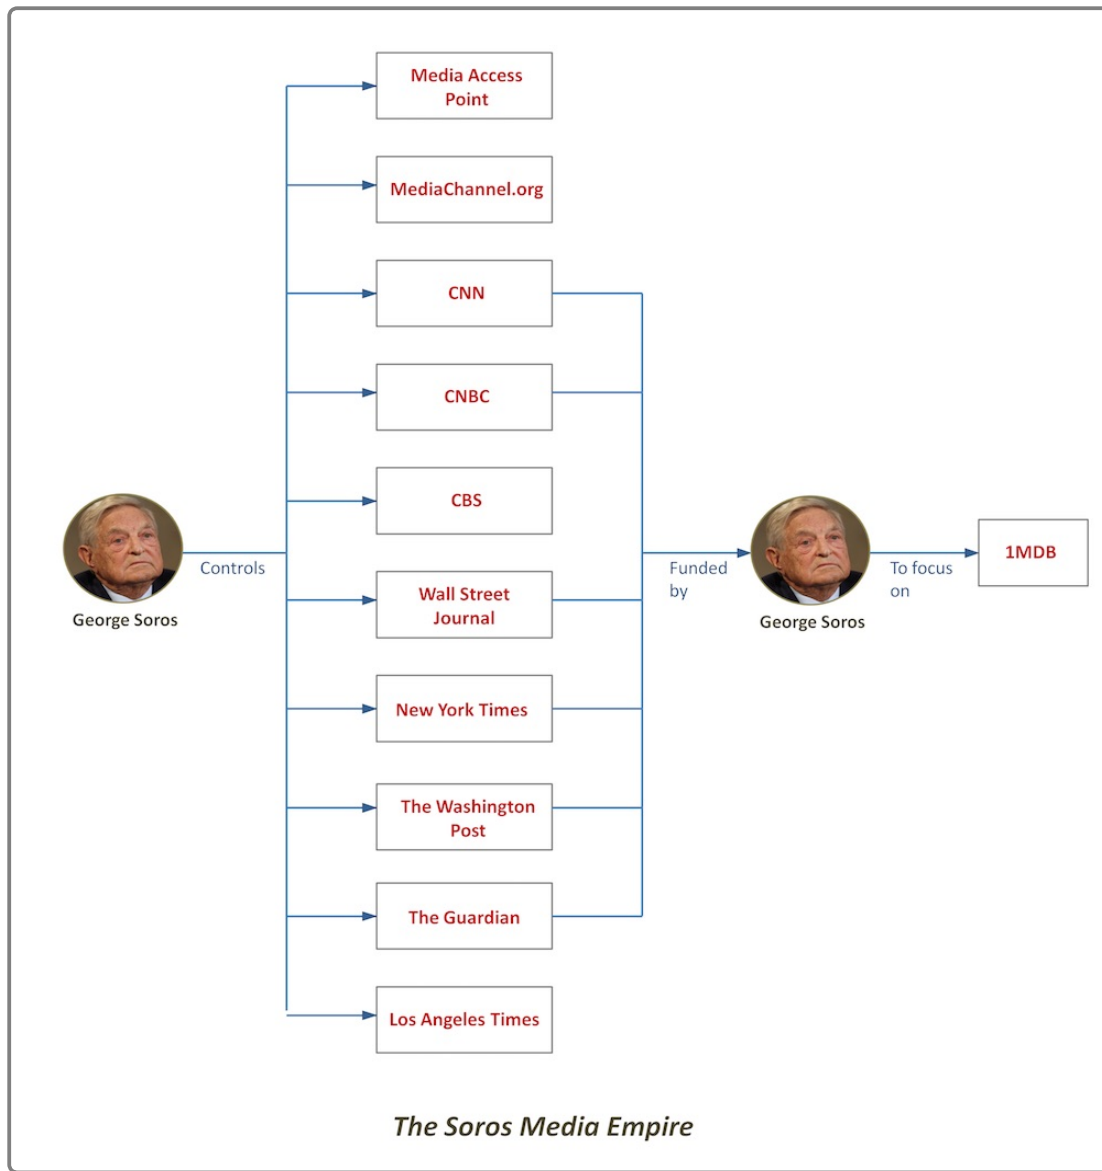 Media Access
Point
MediaChannel.org
CNN
CNBC
CBS
George Soros
Controls
Wall Street
Journal
New York Times
The Washington
Post
The Guardian
Los Angeles Times
Funded
by
George Soros
To focus
on
1MDB
The Soros Media Empire